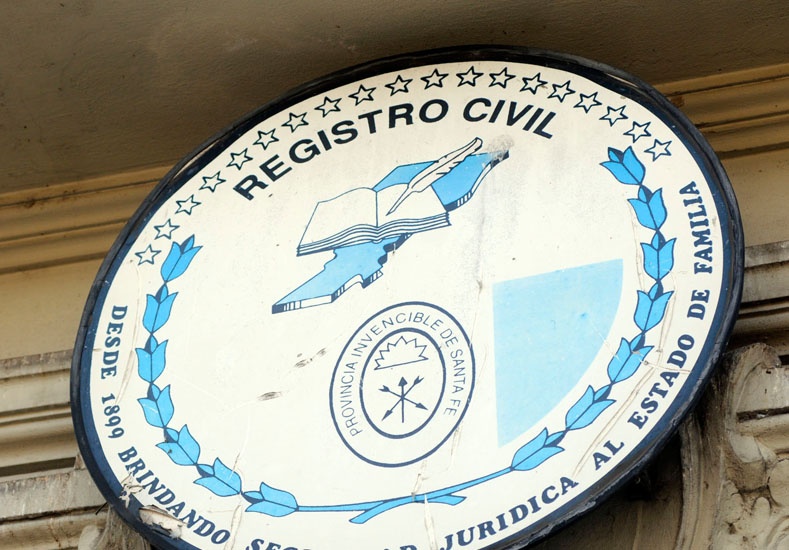 REGISTRO CIVIL
PROVINCIA INVENCIBLE DE SANTA FE
DESDE 1899 BRINDANDO JURIDICA AL ESTADO DE FAMILIA